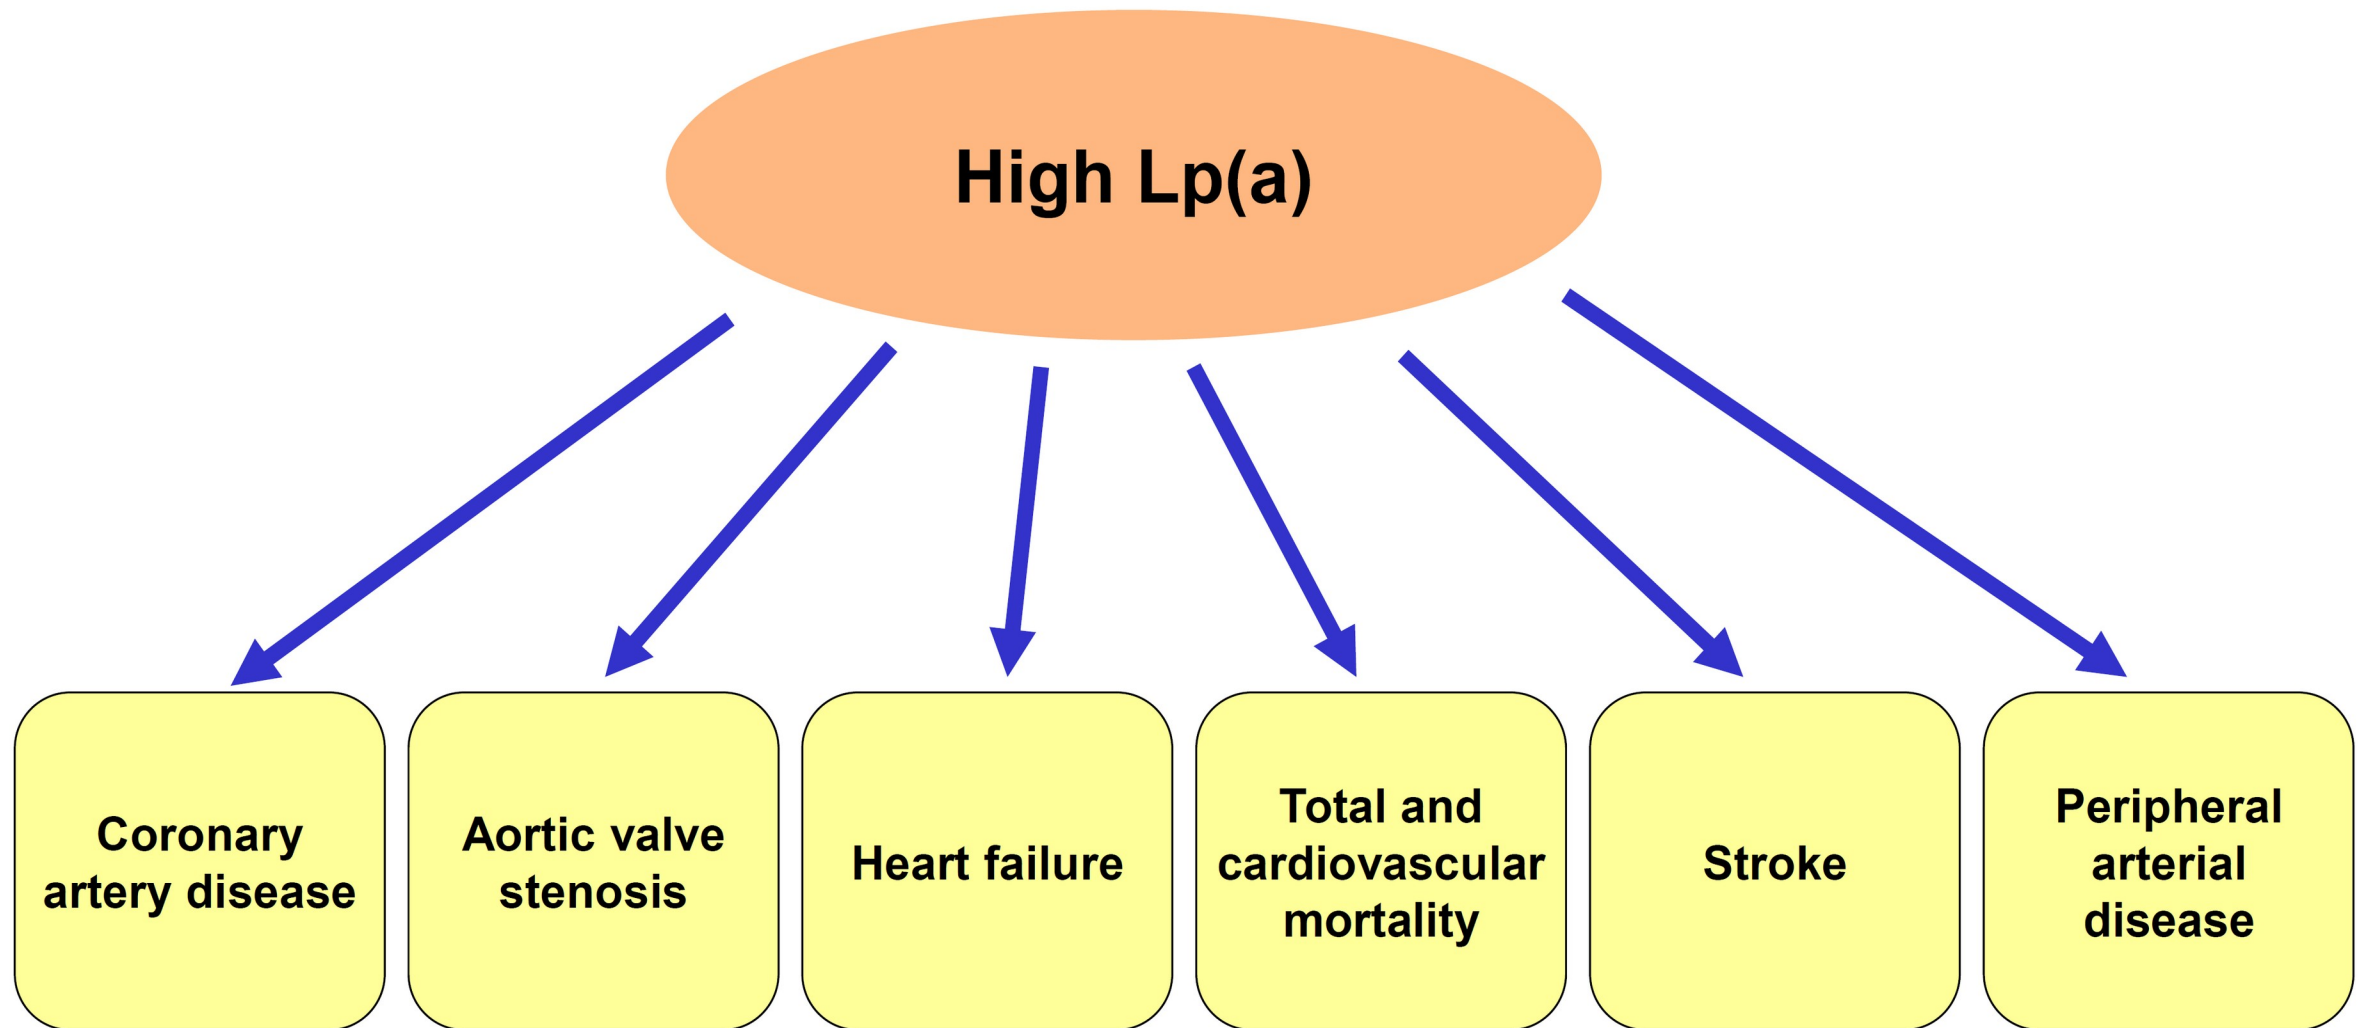 High Lp(a)
Coronary
artery disease
Aortic valve
stenosis
Heart failure
Total and
cardiovascular
mortality
Stroke
Peripheral
arterial
disease